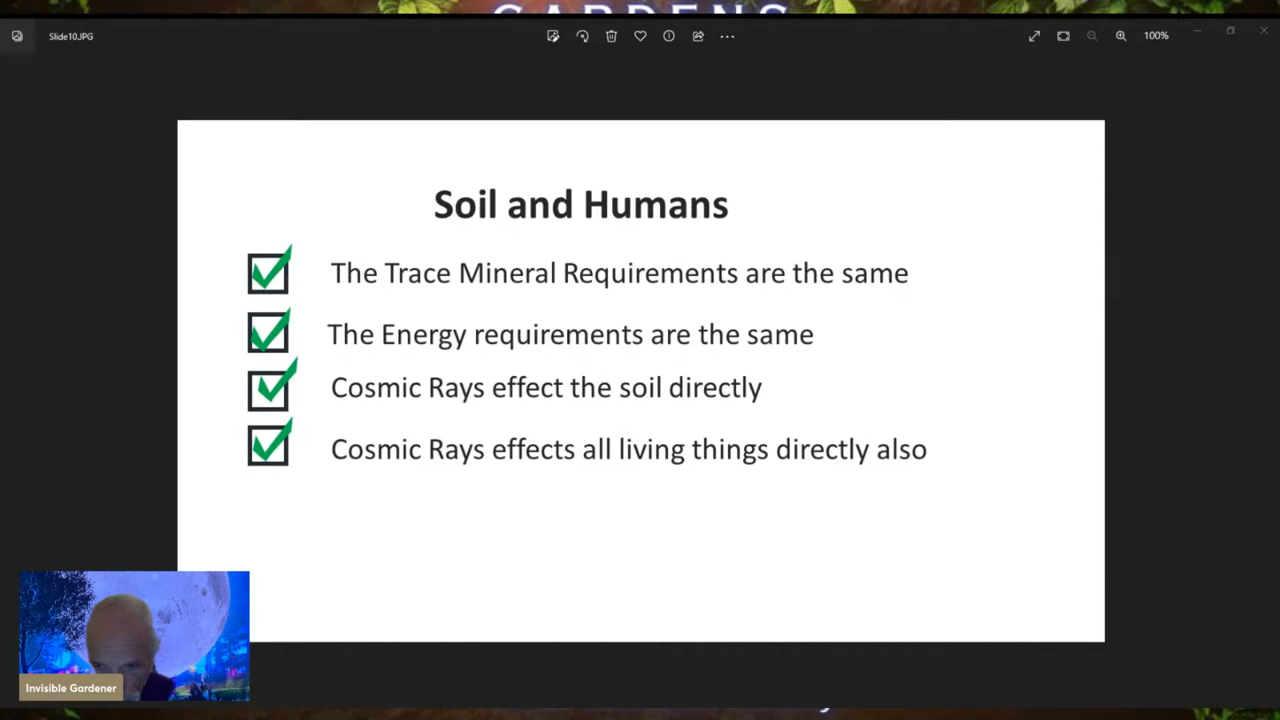 GARDENS
Slide10.JPG
100%
Soil and Humans
The Trace Mineral Requirements are the same
The Energy requirements are the same
Cosmic Rays effect the soil directly
Cosmic Rays effects all living things directly also
Invisible Gardener